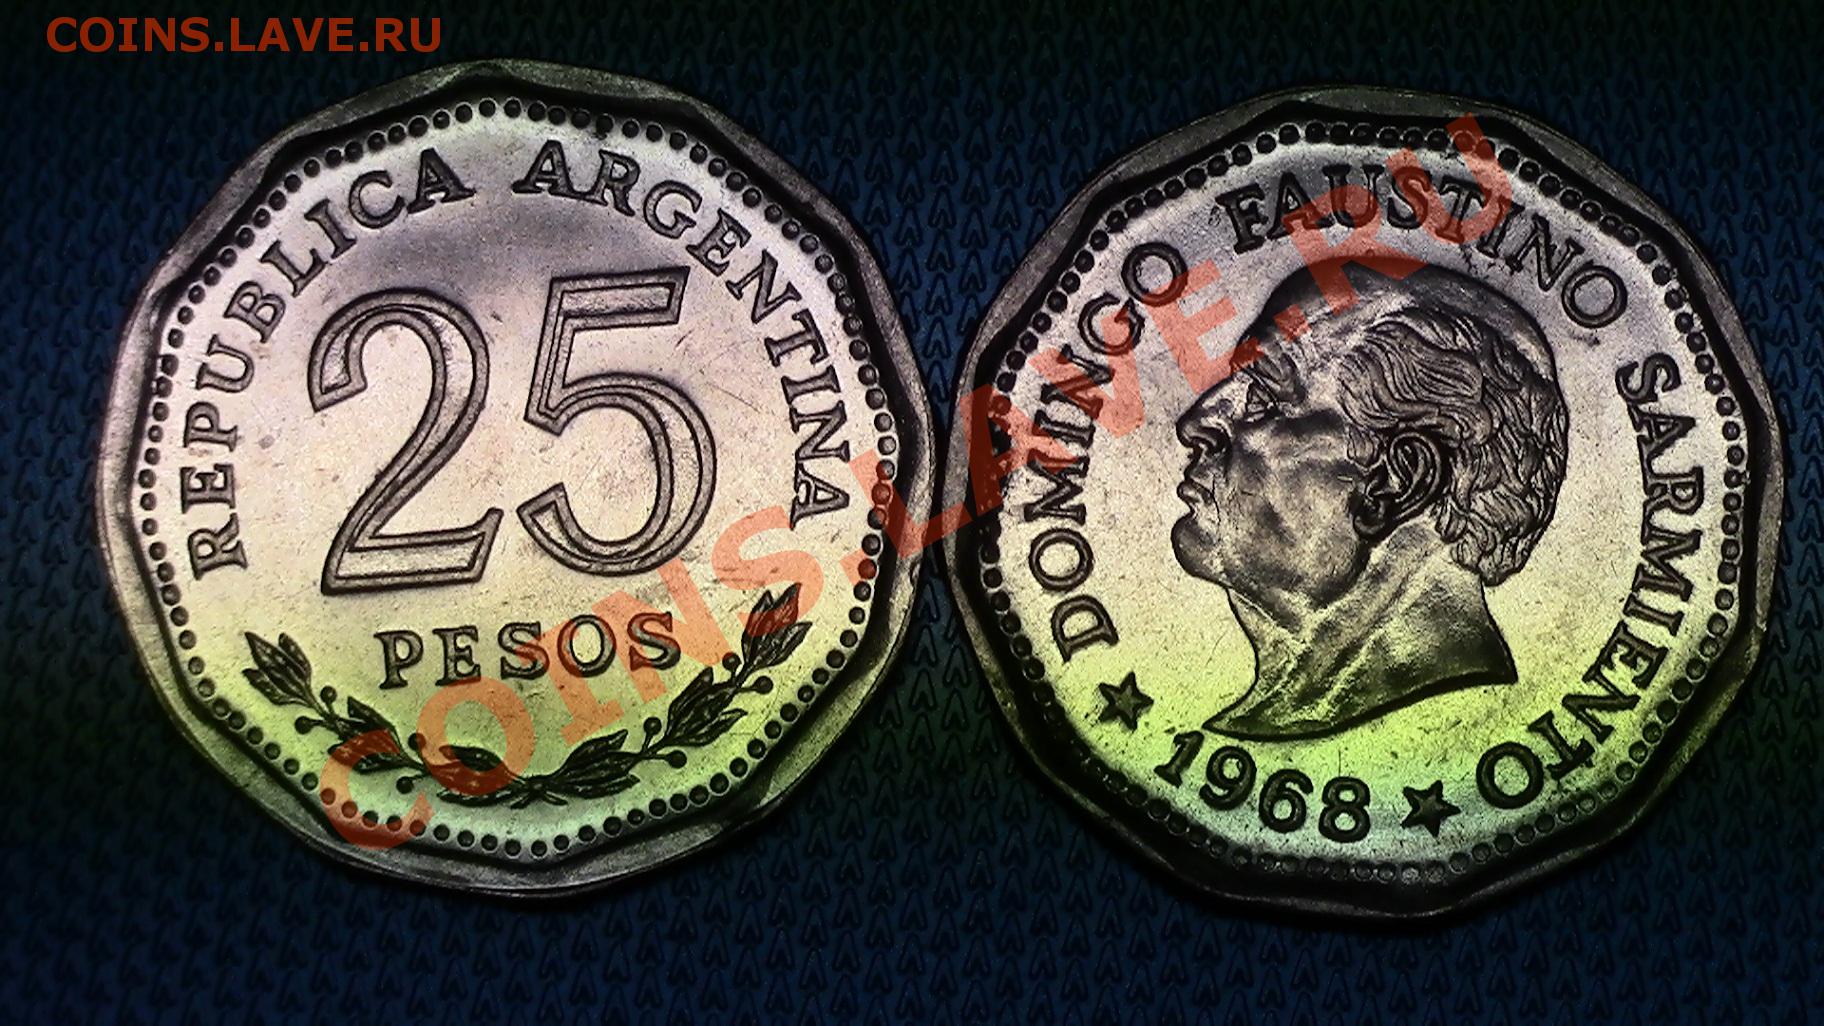 COINS.LAVE.RU
REPUBLICA ARGENTINA
25
PESOS
DOMINGO FAUSTINO SARMIENTO
★ 1968 ★
COINS.LAVE.RU